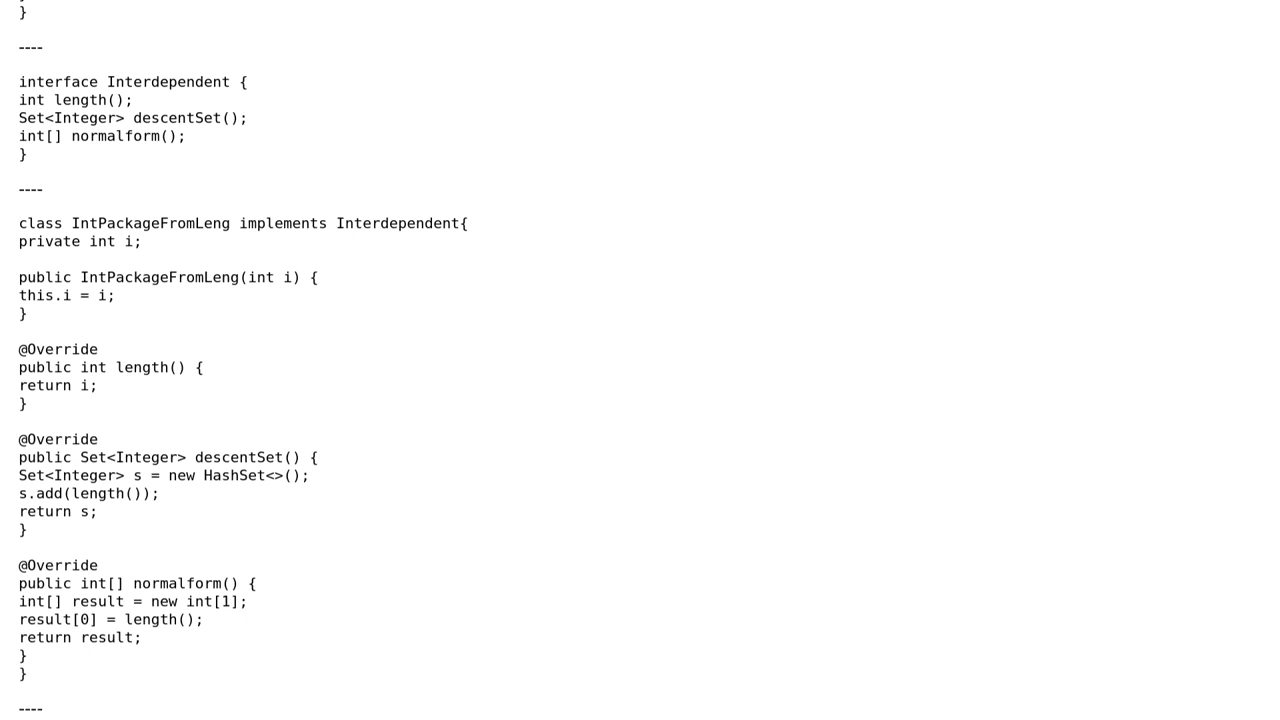 }

----

interface Interdependent {
int length();
Set<Integer> descentSet();
int[] normalform();
}

----

class IntPackageFromLeng implements Interdependent{
private int i;

public IntPackageFromLeng(int i) {
this.i = i;
}

@Override
public int length() {
return i;
}

@Override
public Set<Integer> descentSet() {
Set<Integer> s = new HashSet<>();
s.add(length());
return s;
}

@Override
public int[] normalform() {
int[] result = new int[1];
result[0] = length();
return result;
}
}

----